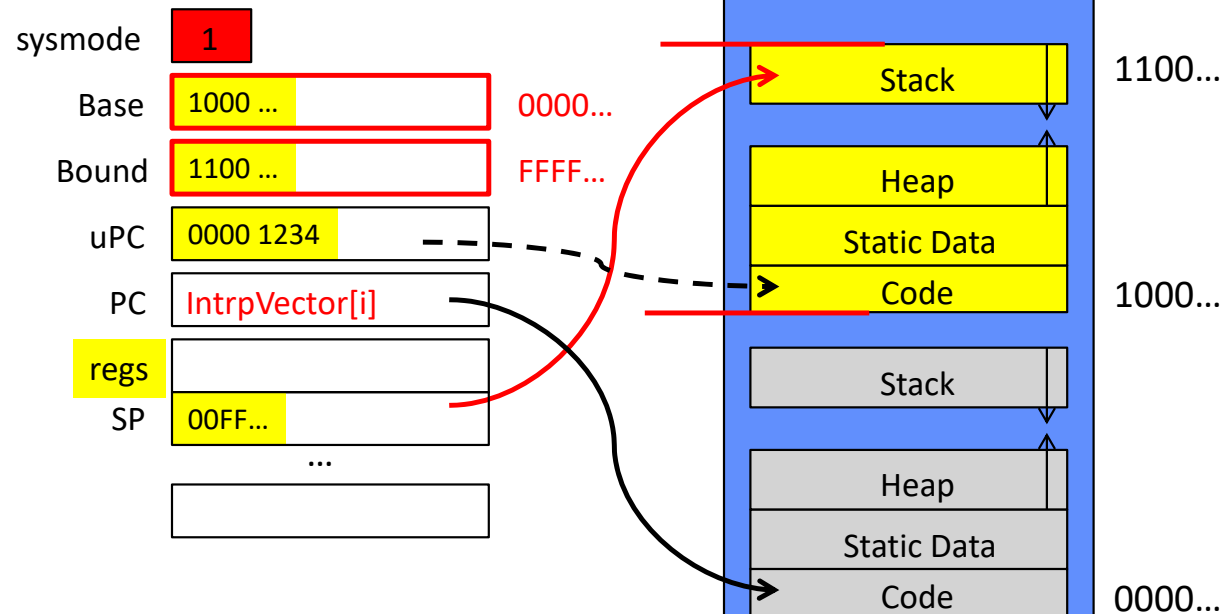 sysmode 1
Base 1000 … 0000…
Bound 1100 … FFFF…
uPC 0000 1234
PC IntrpVector[i]
regs
SP 00FF…
…
Stack 1100…
Heap
Static Data
Code 1000…
Stack
Heap
Static Data
Code 0000…